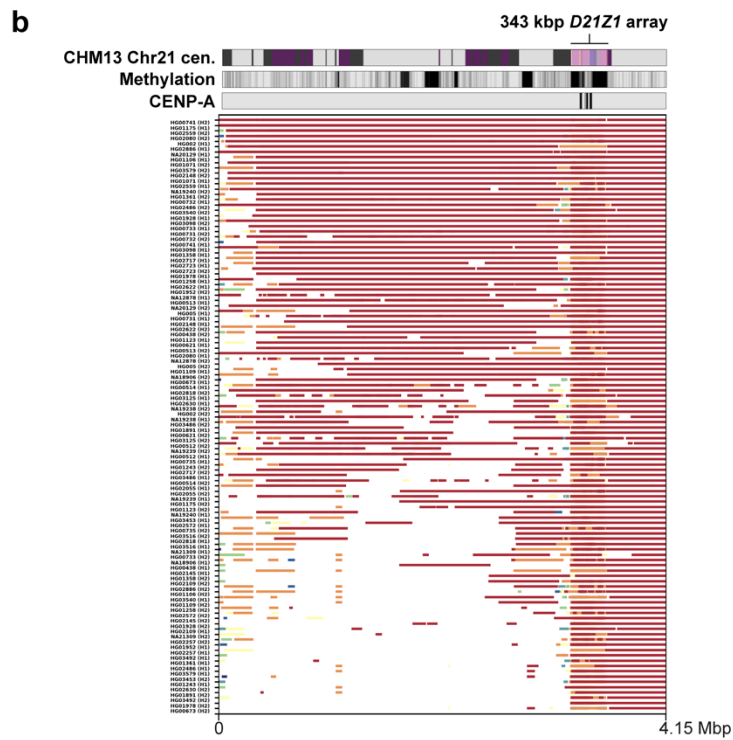 b
343 kbp D21Z1 array
CHM13 Chr21 cen.
Methylation
CENP-A
HG00741 (H2)
HG01175 (H1)
HG02559 (H2)
HG02080 (H2)
HG002 (H1)
HG02886 (H1)
NA20129 (H1)
HG01106 (H1)
HG01071 (H2)
HG03579 (H2)
HG02148 (H2)
HG01071 (H1)
HG02559 (H1)
NA19240 (H2)
HG01361 (H1)
HG00732 (H1)
HG02486 (H2)
HG03540 (H2)
HG01928 (H1)
HG03098 (H2)
HG00733 (H1)
HG00731 (H2)
HG00732 (H2)
HG00741 (H1)
HG03098 (H1)
HG01358 (H1)
HG02717 (H1)
HG02723 (H1)
HG02723 (H2)
HG01978 (H1)
HG01258 (H1)
HG02622 (H1)
HG01952 (H2)
NA12878 (H1)
HG00513 (H1)
NA20129 (H2)
HG005 (H1)
HG00731 (H1)
HG02148 (H1)
HG02622 (H2)
HG00438 (H2)
HG01123 (H1)
HG00621 (H1)
HG00513 (H2)
HG02080 (H1)
NA12878 (H2)
HG005 (H2)
HG01109 (H1)
NA18906 (H2)
HG00673 (H1)
HG00514 (H1)
HG02818 (H2)
HG03125 (H1)
HG02630 (H1)
NA19238 (H2)
HG002 (H2)
NA19238 (H1)
HG03486 (H2)
HG01891 (H1)
HG00621 (H2)
HG03125 (H2)
HG00512 (H2)
NA19239 (H2)
HG00512 (H1)
HG00735 (H1)
HG01243 (H2)
HG02717 (H2)
HG03486 (H1)
HG00514 (H2)
HG02055 (H1)
HG02055 (H2)
NA19239 (H1)
HG01175 (H2)
HG01123 (H2)
NA19240 (H1)
HG03453 (H1)
HG02572 (H1)
HG00735 (H2)
HG03516 (H2)
HG02818 (H1)
HG03516 (H1)
NA21309 (H1)
HG00733 (H2)
NA18906 (H1)
HG00438 (H1)
HG02145 (H1)
HG01358 (H2)
HG02109 (H2)
HG02886 (H2)
HG01106 (H2)
HG03540 (H1)
HG01109 (H2)
HG01258 (H2)
HG02572 (H2)
HG02145 (H2)
HG01928 (H2)
HG02109 (H1)
NA21309 (H2)
HG02257 (H2)
HG01952 (H1)
HG02257 (H1)
HG03492 (H1)
HG01361 (H2)
HG02486 (H1)
HG03579 (H1)
HG03453 (H2)
HG01243 (H1)
HG02630 (H2)
HG01891 (H2)
HG03492 (H2)
HG01978 (H2)
HG00673 (H2)
0
4.15 Mbp